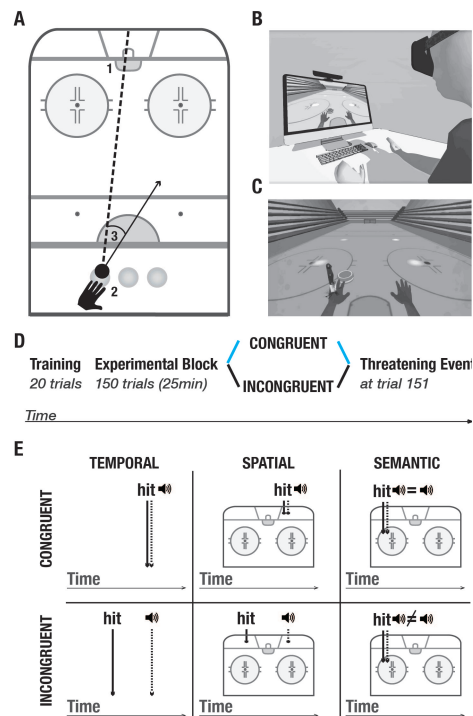 A
1
3
2
B
C
D
CONGRUENT
Training Experimental Block Threatening Event
20 trials 150 trials (25min) at trial 151
INCONGRUENT
Time
E
TEMPORAL SPATIAL SEMANTIC
CONGRUENT
hit hit hit =
Time Time Time
INCONGRUENT
hit hit hit ≠
Time Time Time